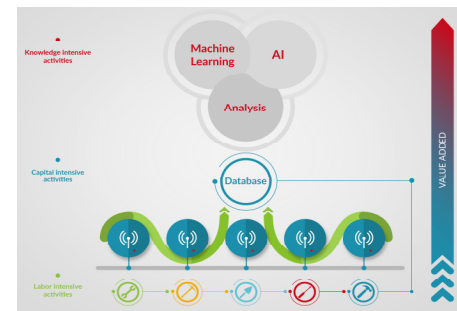 Knowledge intensive
activities
Machine
Learning
AI
Analysis
Capital intensive
activities
Database
VALUE ADDED
Labor intensive
activities